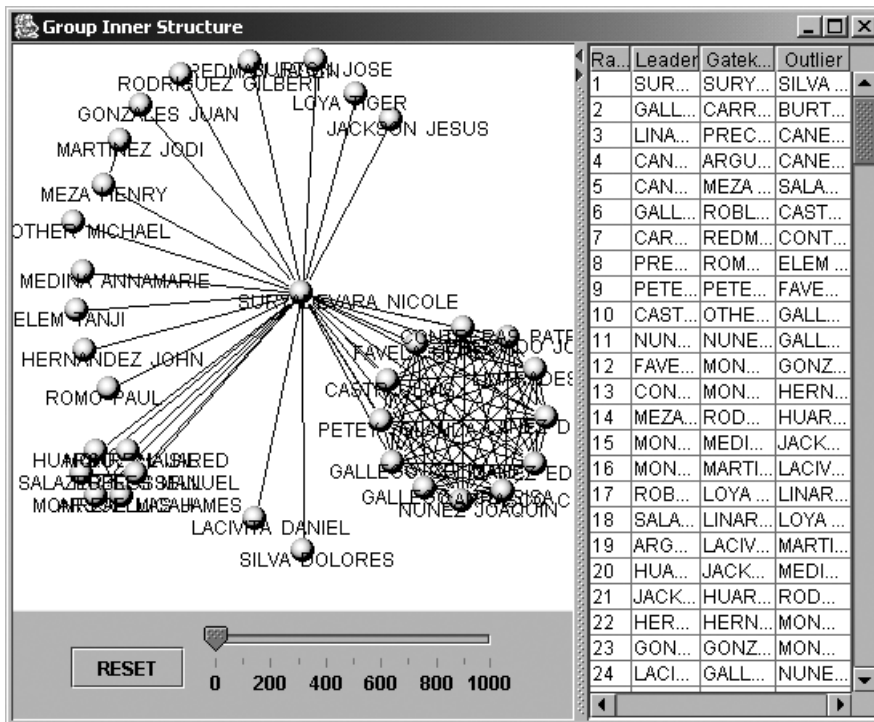 Group Inner Structure
RODRIGUEZ GILBERT
JOSE
LOYA TIGER
GONZALES JUAN
JACKSON JESUS
MARTINEZ JODI
MEZA HENRY
OTHER MICHAEL
MEDINA ANNAMARIE
NICOLE
ELEM TANJI
HERNANDEZ JOHN
ROMO PAUL
LACIVITA DANIEL
NUNEZ JOAQUIN
SILVA DOLORES
RESET
0 200 400 600 800 1000
Ra... Leader Gatek... Outlier
1 SUR... SURY... SILVA ...
2 GALL... CARR... BURT...
3 LINA... PREC... CANE...
4 CAN... ARGU... CANE...
5 CAN... MEZA ... SALA...
6 GALL... ROBL... CAST...
7 CAR... REDM... CONT...
8 PRE... ROM... ELEM ...
9 PETE... PETE... FAVE...
10 CAST... OTHE... GALL...
11 NUN... NUNE... GALL...
12 FAVE... MON... GONZ...
13 CON... MON... HERN...
14 MEZA... ROD... HUAR...
15 MON... MEDI... JACK...
16 MON... MARTI... LACIV...
17 ROB... LOYA ... LINAR...
18 SALA... LINAR... LOYA ...
19 ARG... LACIV... MARTI...
20 HUA... JACK... MEDI...
21 JACK... HUAR... ROD...
22 HER... HERN... MON...
23 GON... GONZ... MON...
24 LACI... GALL... NUNE...